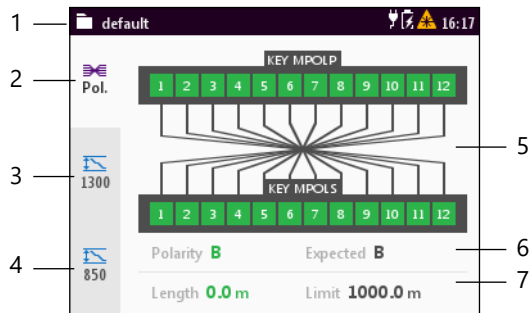 1 default 16:17
2 Pol.
KEY MPOLP
1 2 3 4 5 6 7 8 9 10 11 12
5
3 1300
KEY MPOLS
1 2 3 4 5 6 7 8 9 10 11 12
4 850
Polarity B Expected B 6
Length 0.0 m Limit 1000.0 m 7